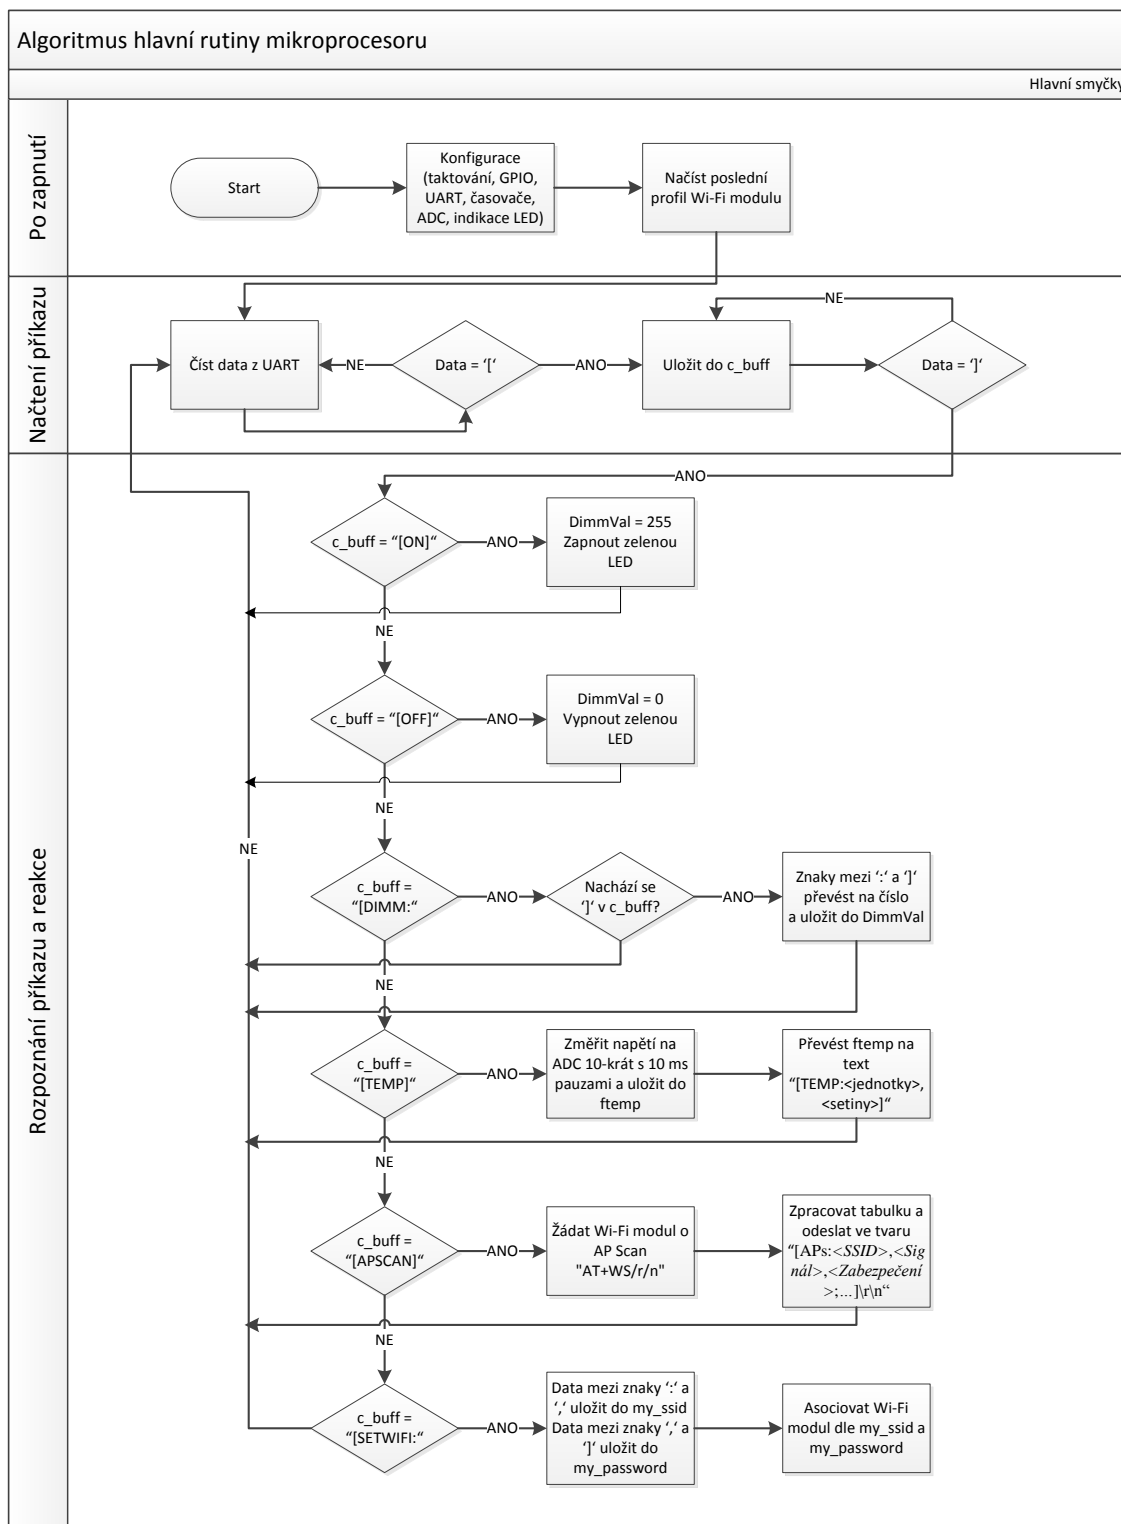 Algoritmus hlavní rutiny mikroprocesoru
Hlavní smyčky
Po zapnutí
Start
Konfigurace
(taktování, GPIO,
UART, časovače,
ADC, indikace LED)
Načíst poslední
profil Wi-Fi modulu
Načtení příkazu
Číst data z UART
NE
Data = ‘[‘
ANO
Uložit do c_buff
NE
Data = ‘]‘
ANO
Rozpoznání příkazu a reakce
c_buff = “[ON]“
ANO
DimmVal = 255
Zapnout zelenou
LED
NE
c_buff = “[OFF]“
ANO
DimmVal = 0
Vypnout zelenou
LED
NE
NE
c_buff =
“[DIMM:“
ANO
Nachází se
‘]‘ v c_buff?
ANO
Znaky mezi ‘:‘ a ‘]‘
převést na číslo
a uložit do DimmVal
NE
c_buff =
“[TEMP]“
ANO
Změřit napětí na
ADC 10-krát s 10 ms
pauzami a uložit do
ftemp
Převést ftemp na
text
“[TEMP:<jednotky>,
<setiny>]“
NE
c_buff =
“[APSCAN]“
ANO
Žádat Wi-Fi modul o
AP Scan
"AT+WS/r/n"
Zpracovat tabulku a
odeslat ve tvaru
“[APs:<SSID>,<Sig
nál>,<Zabezpečení
>;…]\r\n“
NE
c_buff =
“[SETWIFI:“
ANO
Data mezi znaky ‘:‘ a
‘,‘ uložit do my_ssid
Data mezi znaky ‘,‘ a
‘]‘ uložit do
my_password
Asociovat Wi-Fi
modul dle my_ssid a
my_password